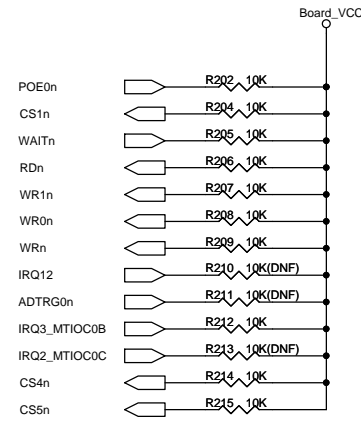 Board_VCC
POE0n R202 10K
CS1n R204 10K
WAITn R205 10K
RDn R206 10K
WR1n R207 10K
WR0n R208 10K
WRn R209 10K
IRQ12 R210 10K(DNF)
ADTRG0n R211 10K(DNF)
IRQ3_MTIOC0B R212 10K
IRQ2_MTIOC0C R213 10K(DNF)
CS4n R214 10K
CS5n R215 10K